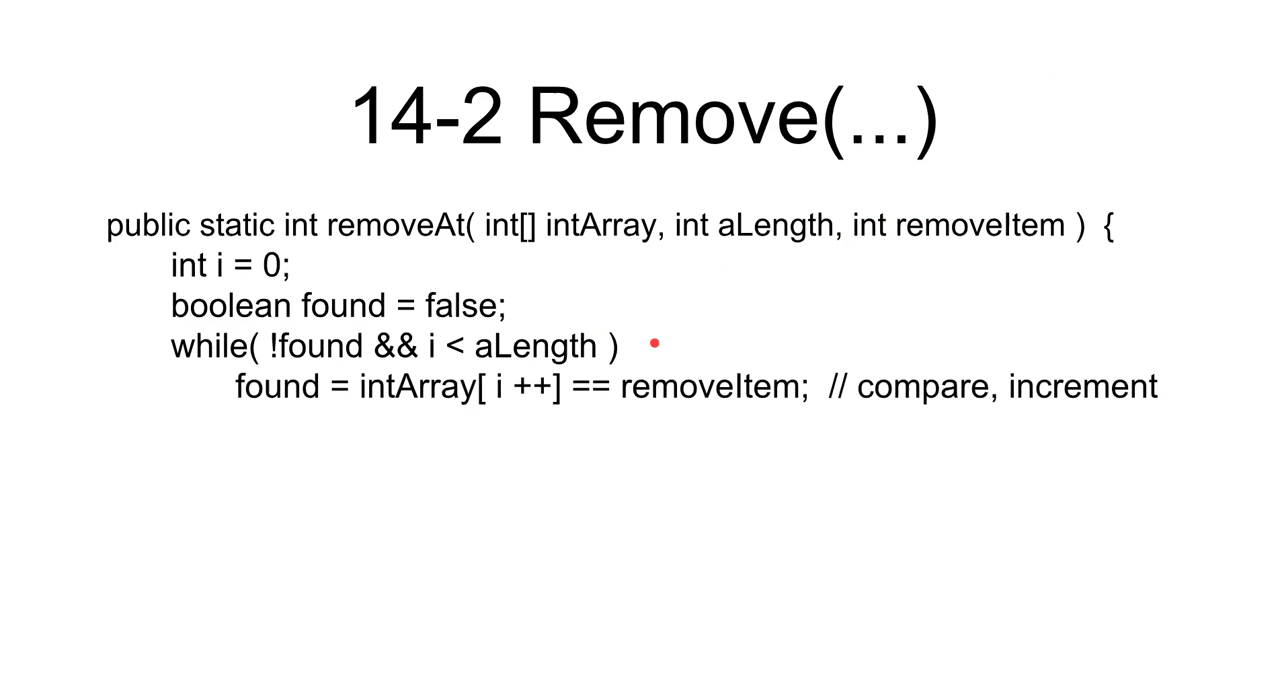 14-2 Remove(...)
public static int removeAt( int[] intArray, int aLength, int removeItem )  {
int i = 0;
boolean found = false;
while( !found && i < aLength )
found = intArray[ i ++] == removeItem;  // compare, increment